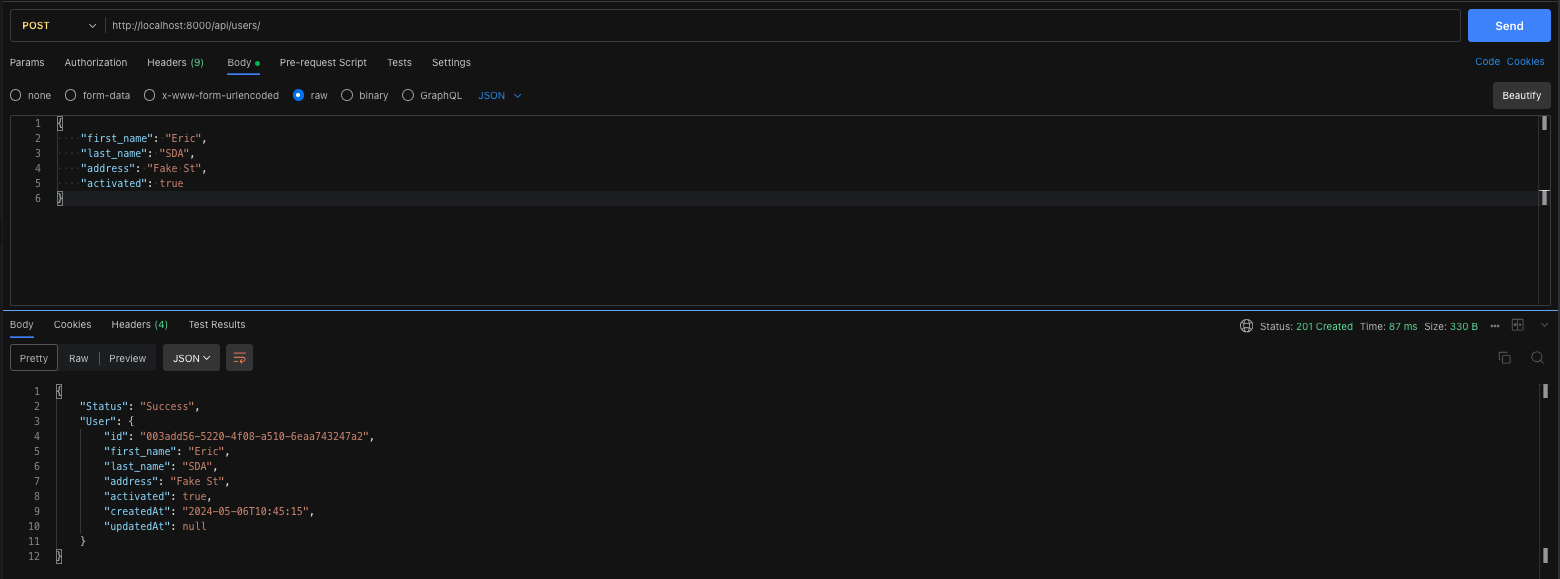 POST http://localhost:8000/api/users/ Send
Params Authorization Headers (9) Body Pre-request Script Tests Settings Code Cookies
none form-data x-www-form-urlencoded raw binary GraphQL JSON Beautify
1 {
2 "first_name": "Eric",
3 "last_name": "SDA",
4 "address": "Fake St",
5 "activated": true
6 }
Body Cookies Headers (4) Test Results Status: 201 Created Time: 87 ms Size: 330 B
Pretty Raw Preview JSON
1 {
2 "Status": "Success",
3 "User": {
4 "id": "003add56-5220-4f08-a510-6eaa743247a2",
5 "first_name": "Eric",
6 "last_name": "SDA",
7 "address": "Fake St",
8 "activated": true,
9 "createdAt": "2024-05-06T10:45:15",
10 "updatedAt": null
11 }
12 }